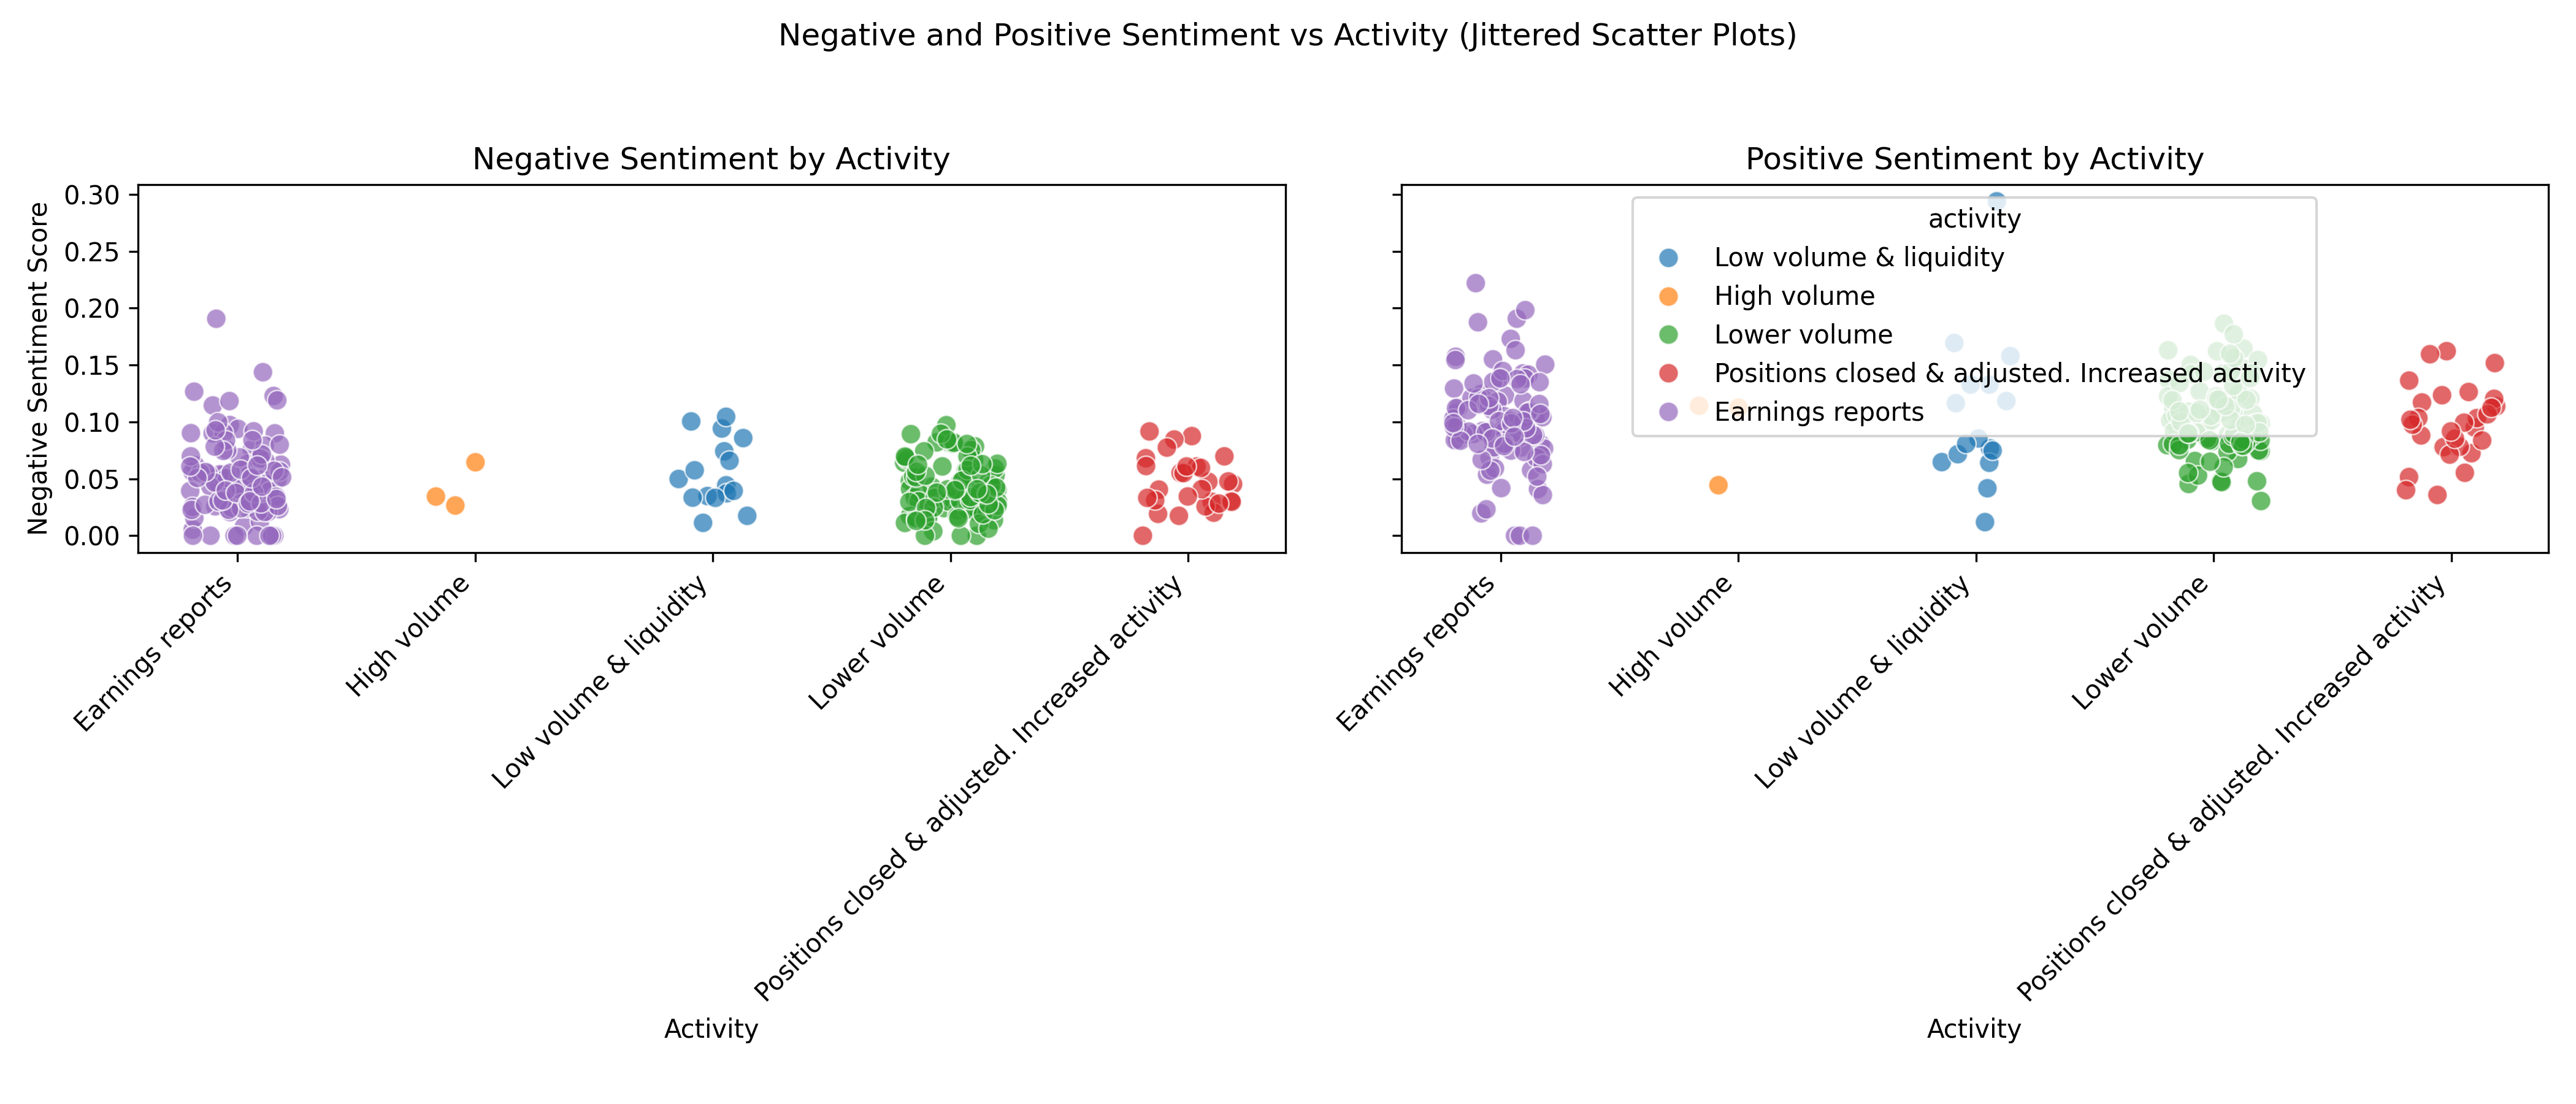 Negative and Positive Sentiment vs Activity (Jittered Scatter Plots)
Negative Sentiment by Activity
Negative Sentiment Score
0.30
0.25
0.20
0.15
0.10
0.05
0.00
Earnings reports
High volume
Low volume & liquidity
Lower volume
Positions closed & adjusted. Increased activity
Activity
Positive Sentiment by Activity
activity
Low volume & liquidity
High volume
Lower volume
Positions closed & adjusted. Increased activity
Earnings reports
Earnings reports
High volume
Low volume & liquidity
Lower volume
Positions closed & adjusted. Increased activity
Activity